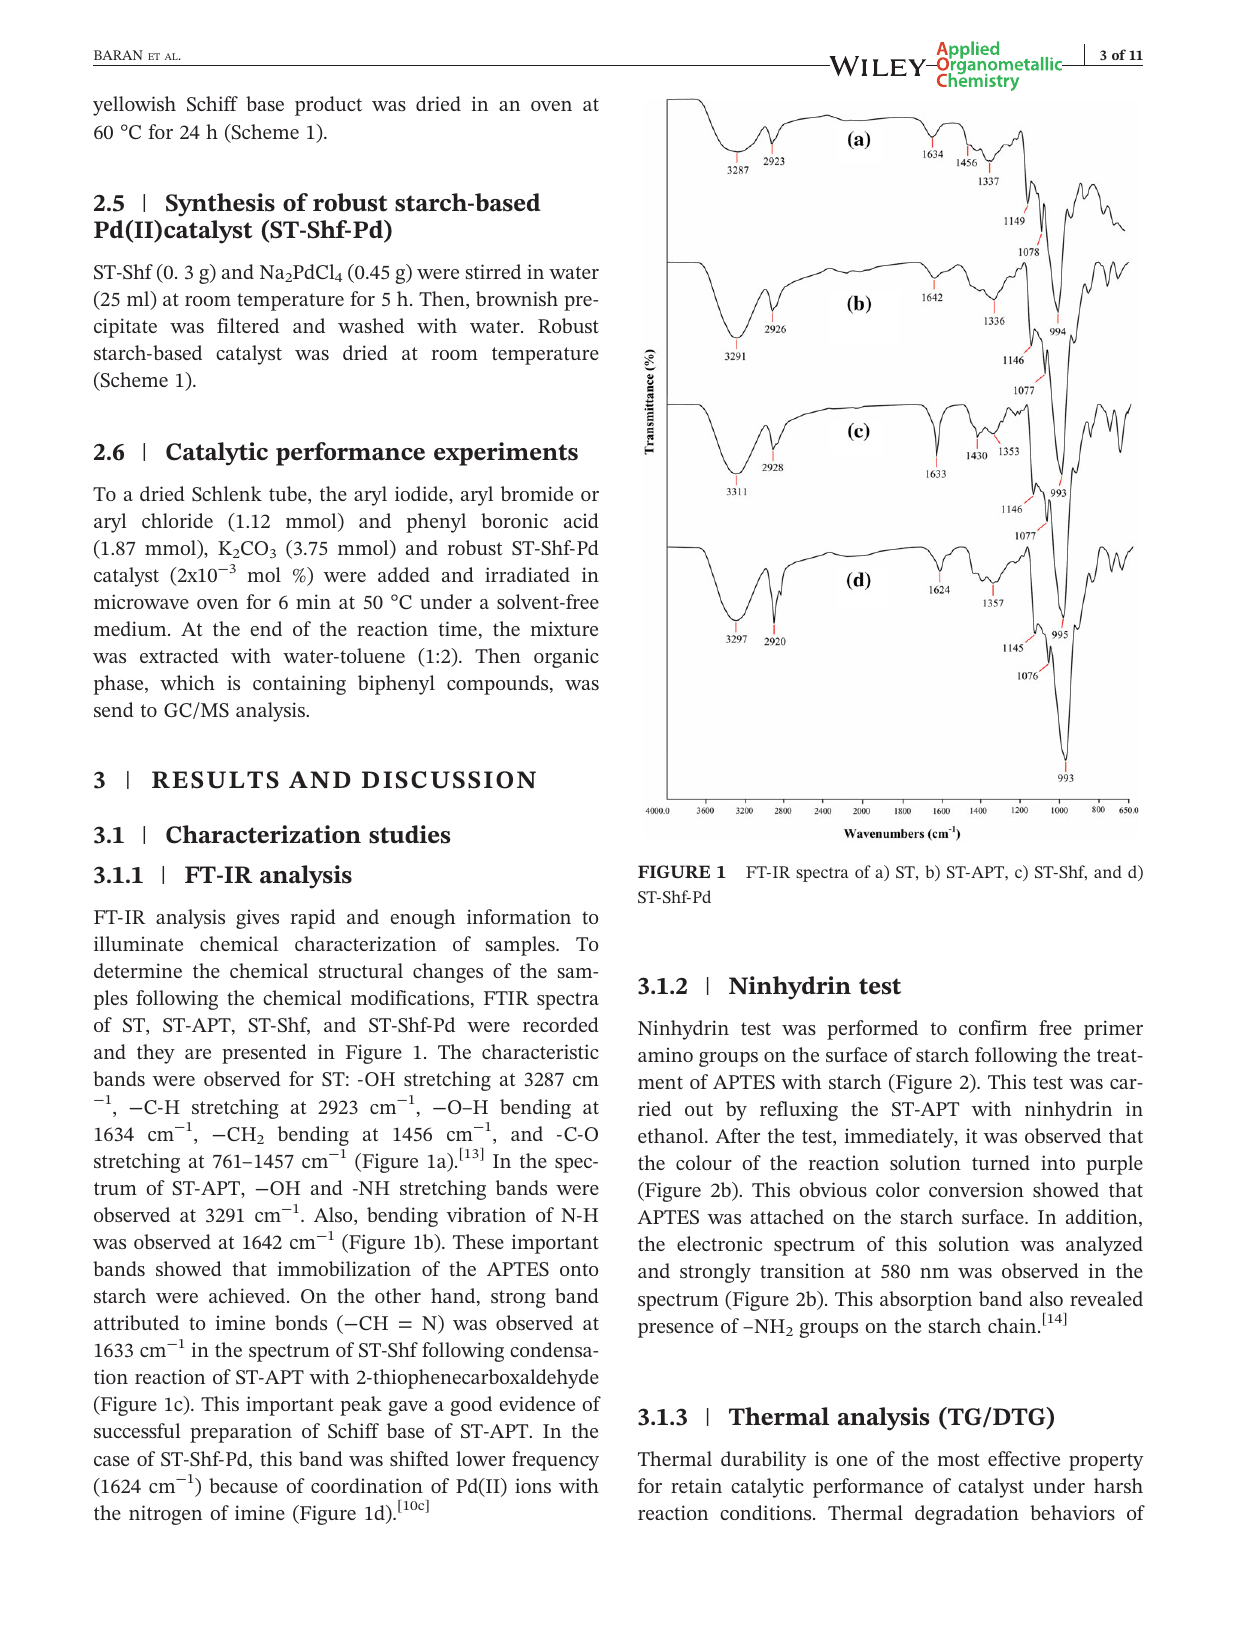 BARAN ET AL.
WILEY Applied Organometallic Chemistry
3 of 11
yellowish Schiff base product was dried in an oven at
60 °C for 24 h (Scheme 1).
2.5 | Synthesis of robust starch-based
Pd(II)catalyst (ST-Shf-Pd)
ST-Shf (0. 3 g) and Na₂PdCl₄ (0.45 g) were stirred in water
(25 ml) at room temperature for 5 h. Then, brownish pre-
cipitate was filtered and washed with water. Robust
starch-based catalyst was dried at room temperature
(Scheme 1).
2.6 | Catalytic performance experiments
To a dried Schlenk tube, the aryl iodide, aryl bromide or
aryl chloride (1.12 mmol) and phenyl boronic acid
(1.87 mmol), K₂CO₃ (3.75 mmol) and robust ST-Shf-Pd
catalyst (2x10⁻³ mol %) were added and irradiated in
microwave oven for 6 min at 50 °C under a solvent-free
medium. At the end of the reaction time, the mixture
was extracted with water-toluene (1:2). Then organic
phase, which is containing biphenyl compounds, was
send to GC/MS analysis.
3 | RESULTS AND DISCUSSION
3.1 | Characterization studies
3.1.1 | FT-IR analysis
FT-IR analysis gives rapid and enough information to
illuminate chemical characterization of samples. To
determine the chemical structural changes of the sam-
ples following the chemical modifications, FTIR spectra
of ST, ST-APT, ST-Shf, and ST-Shf-Pd were recorded
and they are presented in Figure 1. The characteristic
bands were observed for ST: -OH stretching at 3287 cm
⁻¹, −C-H stretching at 2923 cm⁻¹, −O–H bending at
1634 cm⁻¹, −CH₂ bending at 1456 cm⁻¹, and -C-O
stretching at 761–1457 cm⁻¹ (Figure 1a).[13] In the spec-
trum of ST-APT, −OH and -NH stretching bands were
observed at 3291 cm⁻¹. Also, bending vibration of N-H
was observed at 1642 cm⁻¹ (Figure 1b). These important
bands showed that immobilization of the APTES onto
starch were achieved. On the other hand, strong band
attributed to imine bonds (−CH = N) was observed at
1633 cm⁻¹ in the spectrum of ST-Shf following condensa-
tion reaction of ST-APT with 2-thiophenecarboxaldehyde
(Figure 1c). This important peak gave a good evidence of
successful preparation of Schiff base of ST-APT. In the
case of ST-Shf-Pd, this band was shifted lower frequency
(1624 cm⁻¹) because of coordination of Pd(II) ions with
the nitrogen of imine (Figure 1d).[10c]
Transmittance (%)
(a)
3287
2923
1634
1456
1337
1149
1078
994
(b)
3291
2926
1642
1336
1146
1077
993
(c)
3311
2928
1633
1430
1353
1146
1077
995
(d)
3297
2920
1624
1357
1145
1076
993
4000.0 3600 3200 2800 2400 2000 1800 1600 1400 1200 1000 800 650.0
Wavenumbers (cm⁻¹)
FIGURE 1 FT-IR spectra of a) ST, b) ST-APT, c) ST-Shf, and d)
ST-Shf-Pd
3.1.2 | Ninhydrin test
Ninhydrin test was performed to confirm free primer
amino groups on the surface of starch following the treat-
ment of APTES with starch (Figure 2). This test was car-
ried out by refluxing the ST-APT with ninhydrin in
ethanol. After the test, immediately, it was observed that
the colour of the reaction solution turned into purple
(Figure 2b). This obvious color conversion showed that
APTES was attached on the starch surface. In addition,
the electronic spectrum of this solution was analyzed
and strongly transition at 580 nm was observed in the
spectrum (Figure 2b). This absorption band also revealed
presence of –NH₂ groups on the starch chain.[14]
3.1.3 | Thermal analysis (TG/DTG)
Thermal durability is one of the most effective property
for retain catalytic performance of catalyst under harsh
reaction conditions. Thermal degradation behaviors of